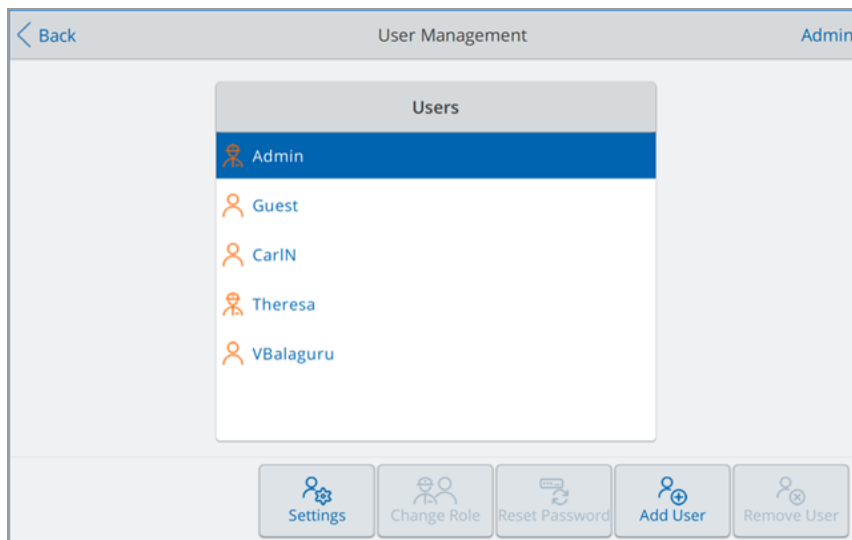 Back User Management Admin
Users
Admin
Guest
CarlN
Theresa
VBalaguru
Settings Change Role Reset Password Add User Remove User